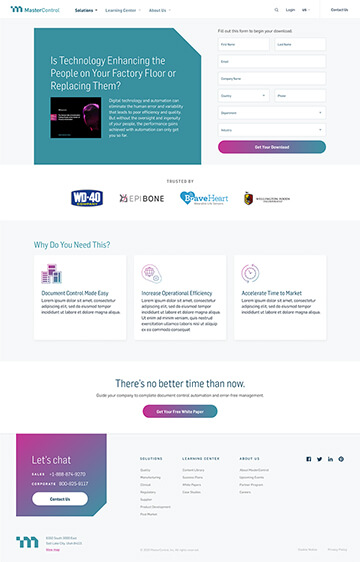 MasterControl
Solutions
Learning Center
About Us
Login
US
Contact Us
Is Technology Enhancing the
People on Your Factory Floor or
Replacing Them?
Digital technology and automation can
eliminate the human error and variability
that leads to poor efficiency and quality.
But without the oversight and ingenuity
of your people, the performance gains
achieved with automation can only get
you so far.
Fill out this form to begin your download.
First Name
Last Name
Email
Company Name
Country
Phone
Department
Industry
Get Your Download
TRUSTED BY
WD-40
EPIBONE
BraveHeart
Why Do You Need This?
Document Control Made Easy
Lorem ipsum dolor sit amet, consectetur
adipiscing elit, sed do eiusmod tempor
incididunt ut labore et dolore magna
aliqua.
Increase Operational Efficiency
Lorem ipsum dolor sit amet, consectetur
adipiscing elit, sed do eiusmod tempor
incididunt ut labore et dolore magna aliqua.
Ut enim ad minim veniam, quis nostrud
exercitation ullamco laboris nisi ut aliquip
ex ea commodo consequat
Accelerate Time to Market
Lorem ipsum dolor sit amet, consectetur
adipiscing elit, sed do eiusmod tempor
incididunt ut labore et dolore magna
aliqua.
There's no better time than now.
Guide your company to complete document control automation and error-free management.
Get Your Free White Paper
Let's chat
SALES +1-888-874-9270
CORPORATE 800-825-9117
Contact Us
SOLUTIONS
Quality
Manufacturing
Clinical
Regulatory
Supplier
Product Development
Post Market
LEARNING CENTER
Content Library
Success Plans
White Papers
Case Studies
ABOUT US
About MasterControl
Upcoming Events
Partner Program
Careers
6350 South 3000 East
Salt Lake City, Utah 84121
View map
Cookie Notice
Privacy Policy